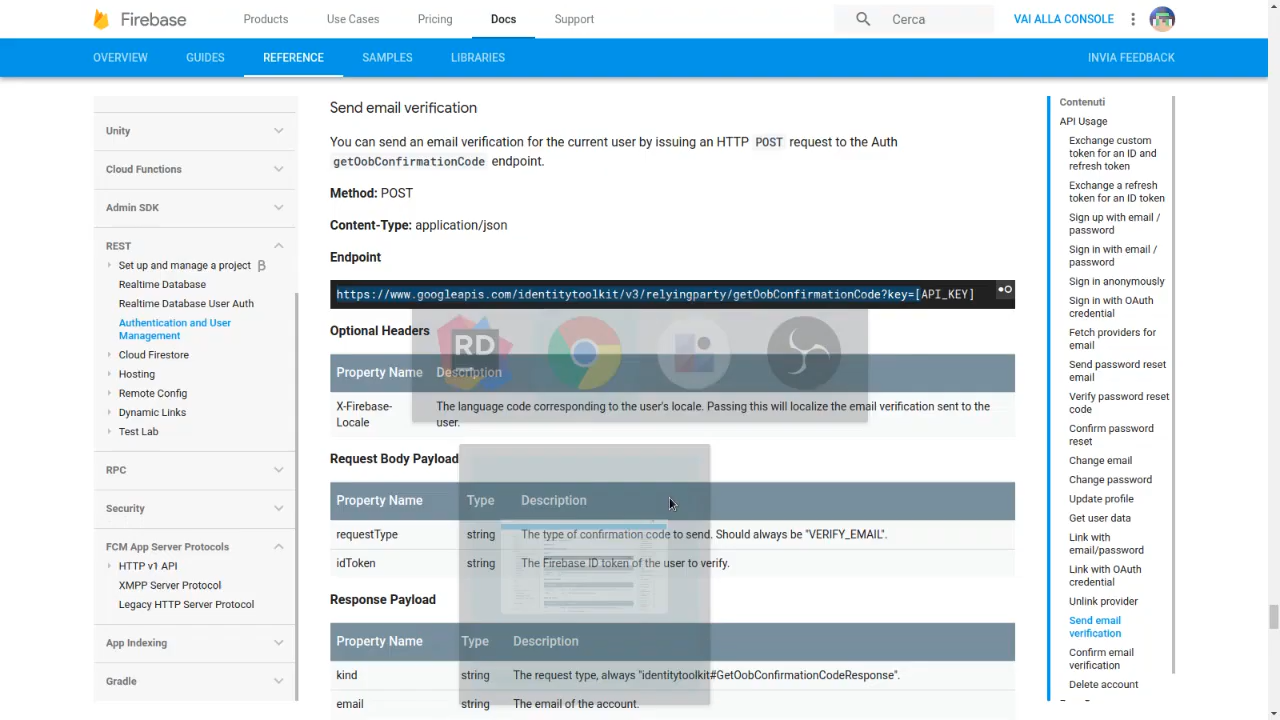 Firebase
Products
Use Cases
Pricing
Docs
Support
Cerca
VAI ALLA CONSOLE
OVERVIEW
GUIDES
REFERENCE
SAMPLES
LIBRARIES
INVIA FEEDBACK
Unity
Cloud Functions
Admin SDK
REST
Set up and manage a project β
Realtime Database
Realtime Database User Auth
Authentication and User
Management
Cloud Firestore
Hosting
Remote Config
Dynamic Links
Test Lab
RPC
Security
FCM App Server Protocols
HTTP v1 API
XMPP Server Protocol
Legacy HTTP Server Protocol
App Indexing
Gradle
Send email verification
You can send an email verification for the current user by issuing an HTTP POST request to the Auth
getOobConfirmationCode endpoint.
Method: POST
Content-Type: application/json
Endpoint
https://www.googleapis.com/identitytoolkit/v3/relyingparty/getOobConfirmationCode?key=[API_KEY]
Optional Headers
RD
Property Name Description
X-Firebase-
Locale
The language code corresponding to the user's locale. Passing this will localize the email verification sent to the
user.
Request Body Payload
Property Name Type Description
requestType string The type of confirmation code to send. Should always be "VERIFY_EMAIL".
idToken string The Firebase ID token of the user to verify.
Response Payload
Property Name Type Description
kind string The request type, always "identitytoolkit#GetOobConfirmationCodeResponse".
email string The email of the account.
Contenuti
API Usage
Exchange custom
token for an ID and
refresh token
Exchange a refresh
token for an ID token
Sign up with email /
password
Sign in with email /
password
Sign in anonymously
Sign in with OAuth
credential
Fetch providers for
email
Send password reset
email
Verify password reset
code
Confirm password
reset
Change email
Change password
Update profile
Get user data
Link with
email/password
Link with OAuth
credential
Unlink provider
Send email
verification
Confirm email
verification
Delete account